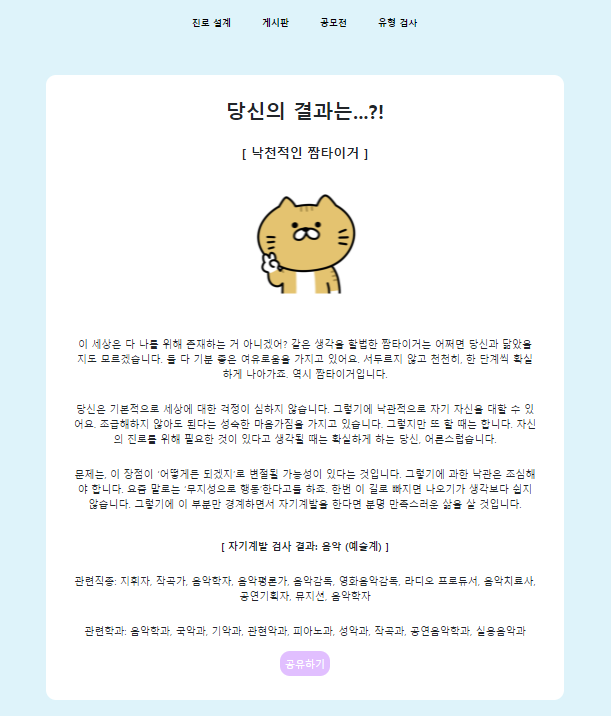 진로 설계 게시판 공모전 유형 검사
당신의 결과는...?!
[ 낙천적인 짬타이거 ]
이 세상은 다 나를 위해 존재하는 거 아니겠어? 같은 생각을 할법한 짬타이거는 어쩌면 당신과 닮았을
지도 모르겠습니다. 둘 다 기분 좋은 여유로움을 가지고 있어요. 서두르지 않고 천천히, 한 단계씩 확실
하게 나아가죠. 역시 짬타이거입니다.
당신은 기본적으로 세상에 대한 걱정이 심하지 않습니다. 그렇기에 낙관적으로 자기 자신을 대할 수 있
어요. 조급해하지 않아도 된다는 성숙한 마음가짐을 가지고 있습니다. 그렇지만 또 할 때는 합니다. 자신
의 진로를 위해 필요한 것이 있다고 생각될 때는 확실하게 하는 당신, 어른스럽습니다.
문제는, 이 장점이 '어떻게든 되겠지'로 변질될 가능성이 있다는 것입니다. 그렇기에 과한 낙관은 조심해
야 합니다. 요즘 말로는 '무지성으로 행동'한다고들 하죠. 한번 이 길로 빠지면 나오기가 생각보다 쉽지
않습니다. 그렇기에 이 부분만 경계하면서 자기계발을 한다면 분명 만족스러운 삶을 살 것입니다.
[ 자기계발 검사 결과: 음악 (예술계) ]
관련직종: 지휘자, 작곡가, 음악학자, 음악평론가, 음악감독, 영화음악감독, 라디오 프로듀서, 음악치료사,
공연기획자, 뮤지션, 음악학자
관련학과: 음악학과, 국악과, 기악과, 관현악과, 피아노과, 성악과, 작곡과, 공연음악학과, 실용음악과
공유하기